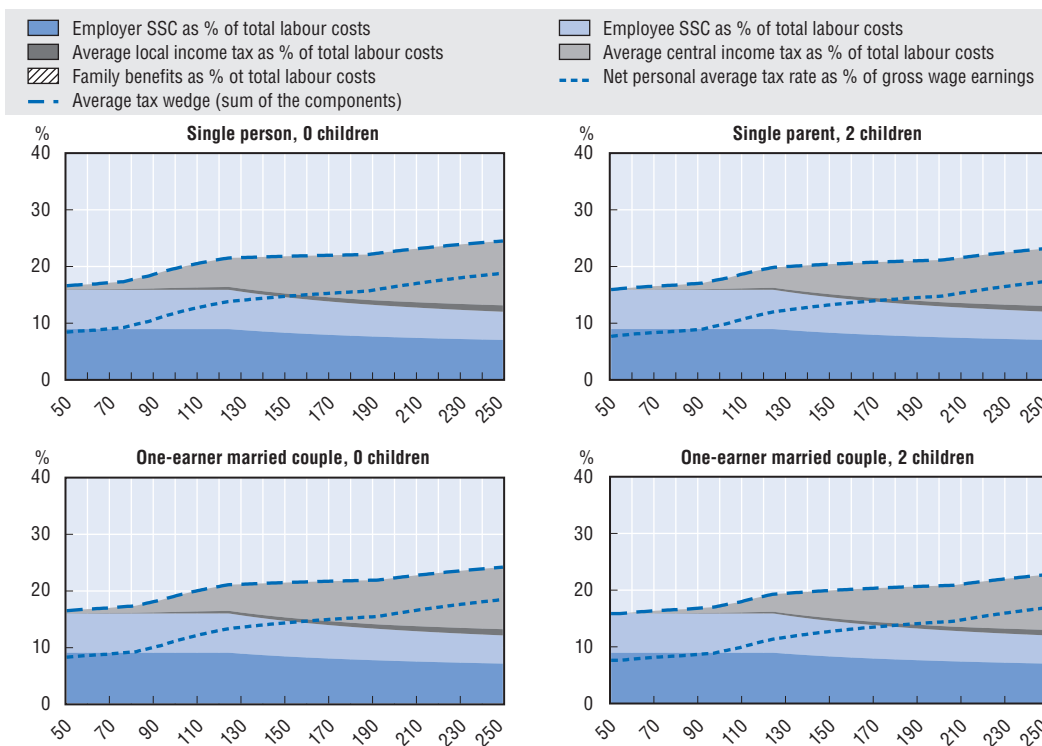 Employer SSC as % of total labour costs
Employee SSC as % of total labour costs
Average local income tax as % of total labour costs
Average central income tax as % of total labour costs
Family benefits as % ot total labour costs
Net personal average tax rate as % of gross wage earnings
Average tax wedge (sum of the components)
% Single person, 0 children
40
30
20
10
0
50 70 90 110 130 150 170 190 210 230 250
% Single parent, 2 children
40
30
20
10
0
50 70 90 110 130 150 170 190 210 230 250
% One-earner married couple, 0 children
40
30
20
10
0
50 70 90 110 130 150 170 190 210 230 250
% One-earner married couple, 2 children
40
30
20
10
0
50 70 90 110 130 150 170 190 210 230 250